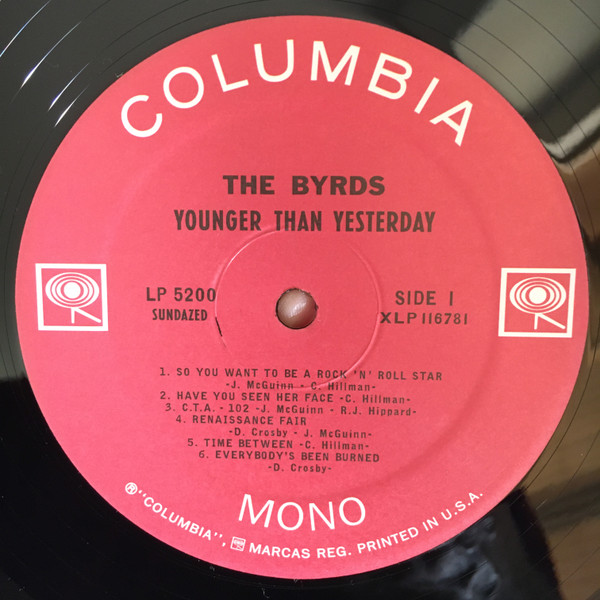 COLUMBIA
THE BYRDS
YOUNGER THAN YESTERDAY
LP 5200
SUNDAZED
SIDE 1
XLP 116781
1. SO YOU WANT TO BE A ROCK 'N' ROLL STAR
-J. McGuinn - C. Hillman-
2. HAVE YOU SEEN HER FACE -C. Hillman-
3. C.T.A. - 102 -J. McGuinn - R.J. Hippard-
4. RENAISSANCE FAIR
-D. Crosby - J. McGuinn-
5. TIME BETWEEN -C. Hillman-
6. EVERYBODY'S BEEN BURNED
-D. Crosby-
MONO
® "COLUMBIA", MARCAS REG. PRINTED IN U.S.A.